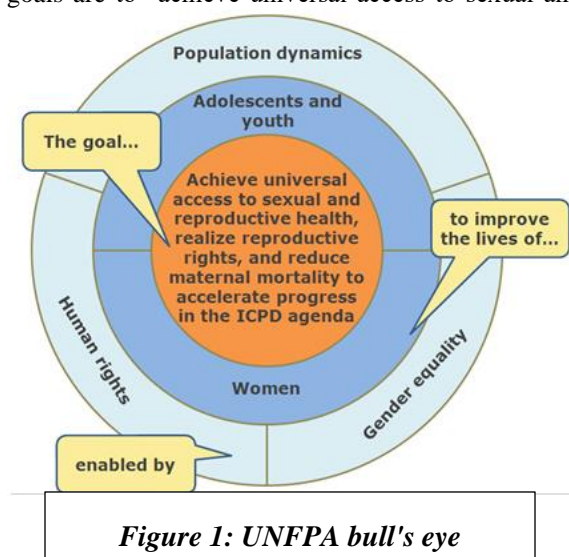 goals are to achieve universal access to sexual an
Population dynamics
Adolescents and
youth
The goal...
Achieve universal
access to sexual and
reproductive health,
realize reproductive
rights, and reduce
maternal mortality to
accelerate progress
in the ICPD agenda
to improve
the lives of...
Human rights
Women
Gender equality
enabled by
Figure 1: UNFPA bull's eye